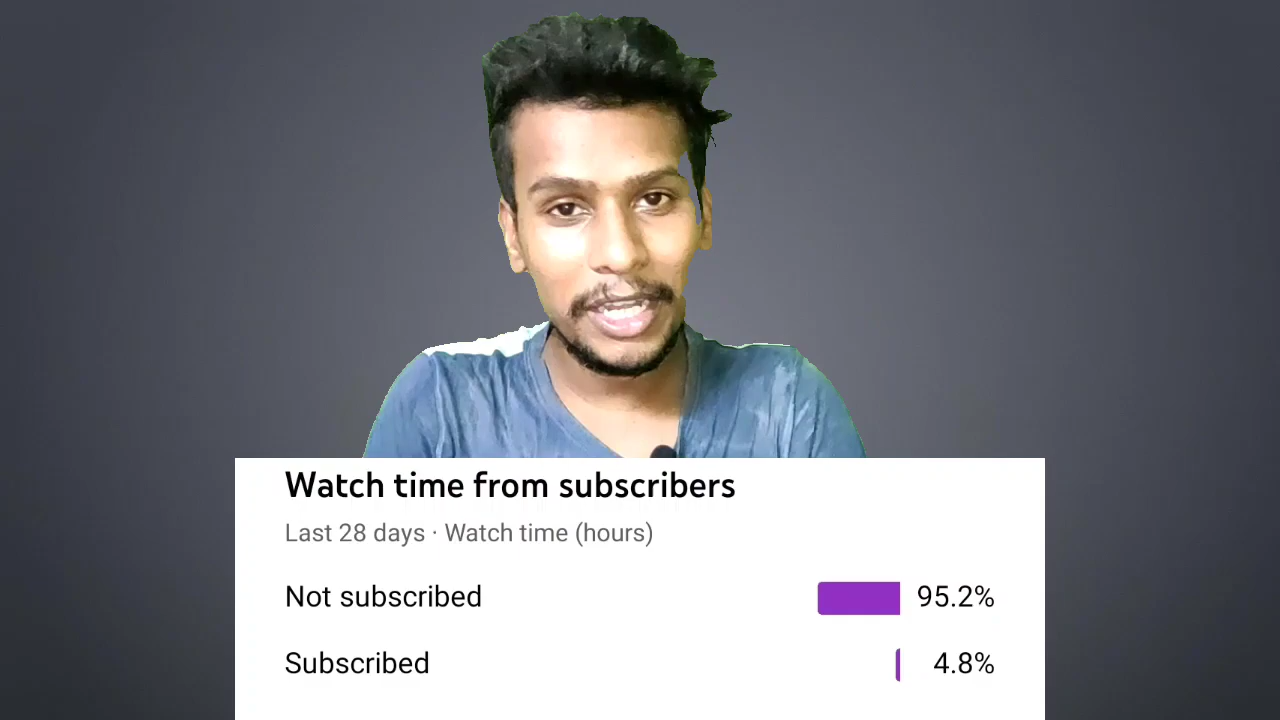 Watch time from subscribers
Last 28 days · Watch time (hours)
Not subscribed 95.2%
Subscribed 4.8%